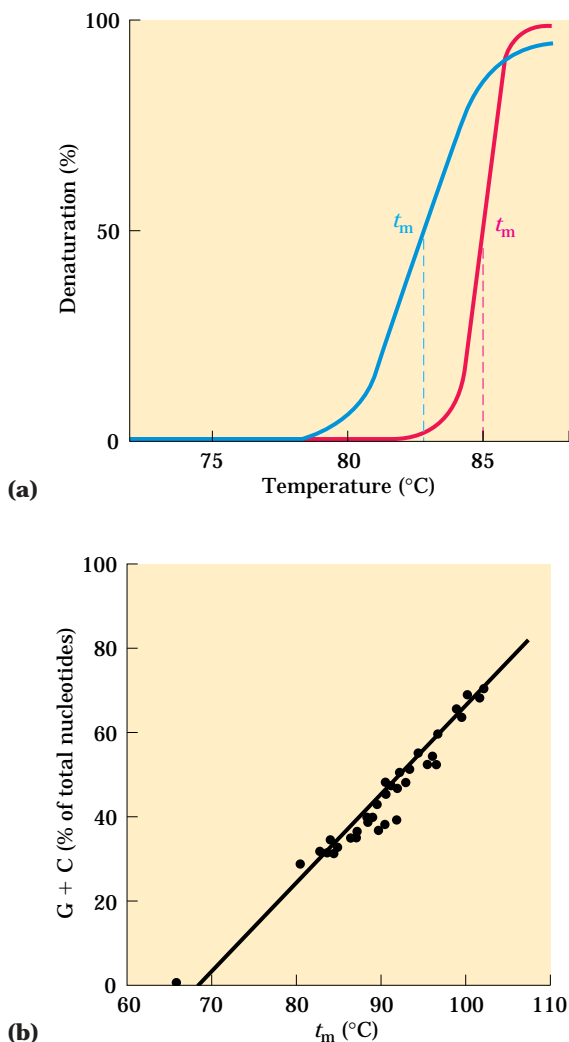 Denaturation (%)
100
50
0
tm
tm
75
80
85
Temperature (°C)
(a)
G + C (% of total nucleotides)
100
80
60
40
20
0
60
70
80
90
100
110
tm (°C)
(b)